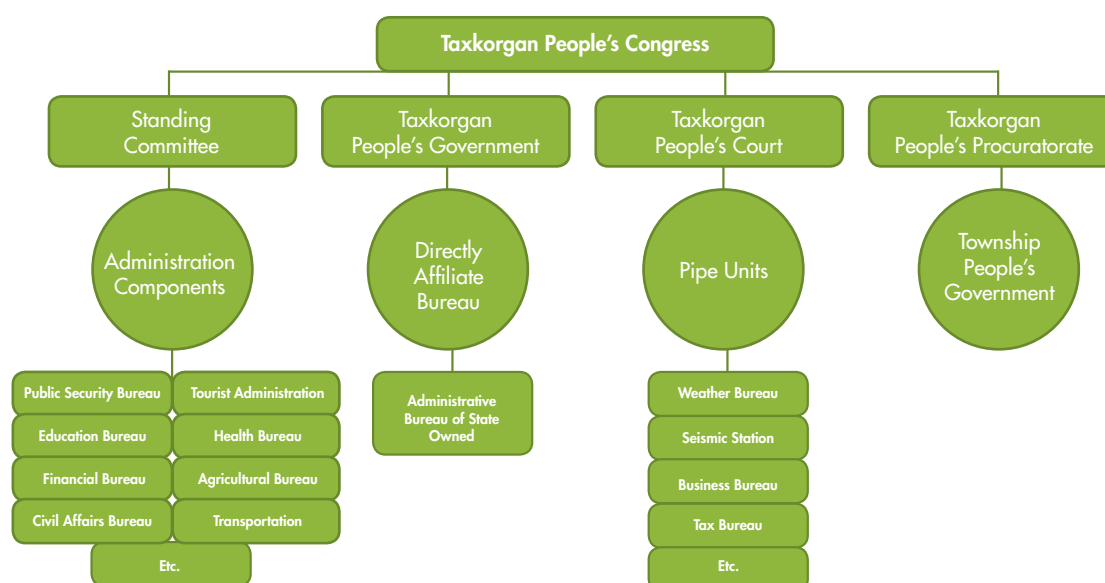 Taxkorgan People's Congress
Standing
Committee
Taxkorgan
People's Government
Taxkorgan
People's Court
Taxkorgan
People's Procuratorate
Administration
Components
Directly
Affiliate
Bureau
Pipe Units
Township
People's
Government
Public Security Bureau
Tourist Administration
Education Bureau
Health Bureau
Financial Bureau
Agricultural Bureau
Civil Affairs Bureau
Transportation
Etc.
Administrative
Bureau of State
Owned
Weather Bureau
Seismic Station
Business Bureau
Tax Bureau
Etc.